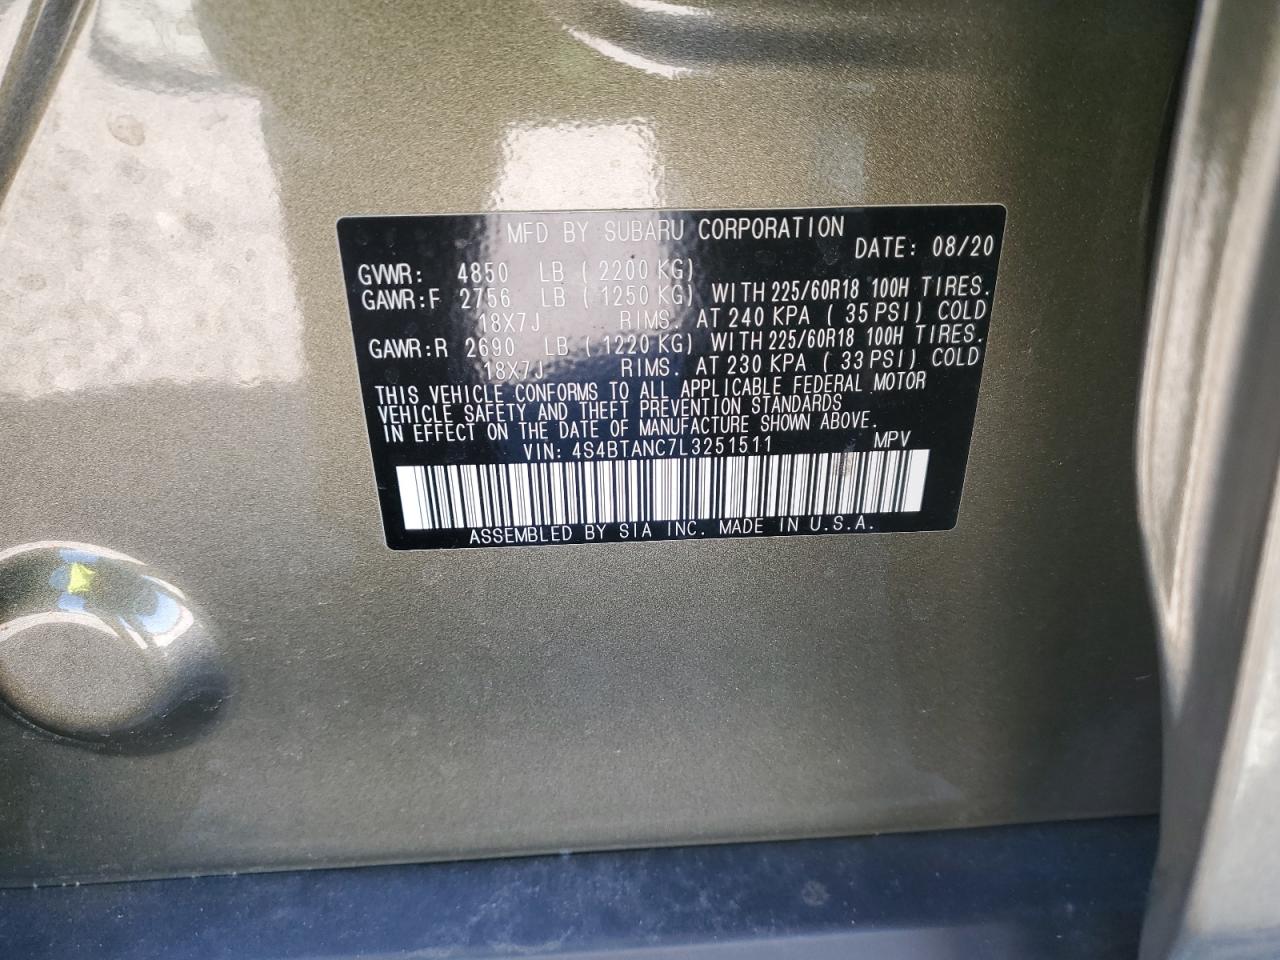 MFD BY SUBARU CORPORATION
DATE: 08/20
GVWR: 4850 LB (2200 KG)
GAWR:F 2756 LB (1250 KG) WITH 225/60R18 100H TIRES.
18X7J RIMS. AT 240 KPA (35 PSI) COLD
GAWR:R 2690 LB (1220 KG) WITH 225/60R18 100H TIRES.
18X7J RIMS. AT 230 KPA (33 PSI) COLD
THIS VEHICLE CONFORMS TO ALL APPLICABLE FEDERAL MOTOR
VEHICLE SAFETY AND THEFT PREVENTION STANDARDS
IN EFFECT ON THE DATE OF MANUFACTURE SHOWN ABOVE.
VIN: 4S4BTANC7L3251511 MPV
ASSEMBLED BY SIA INC. MADE IN U.S.A.